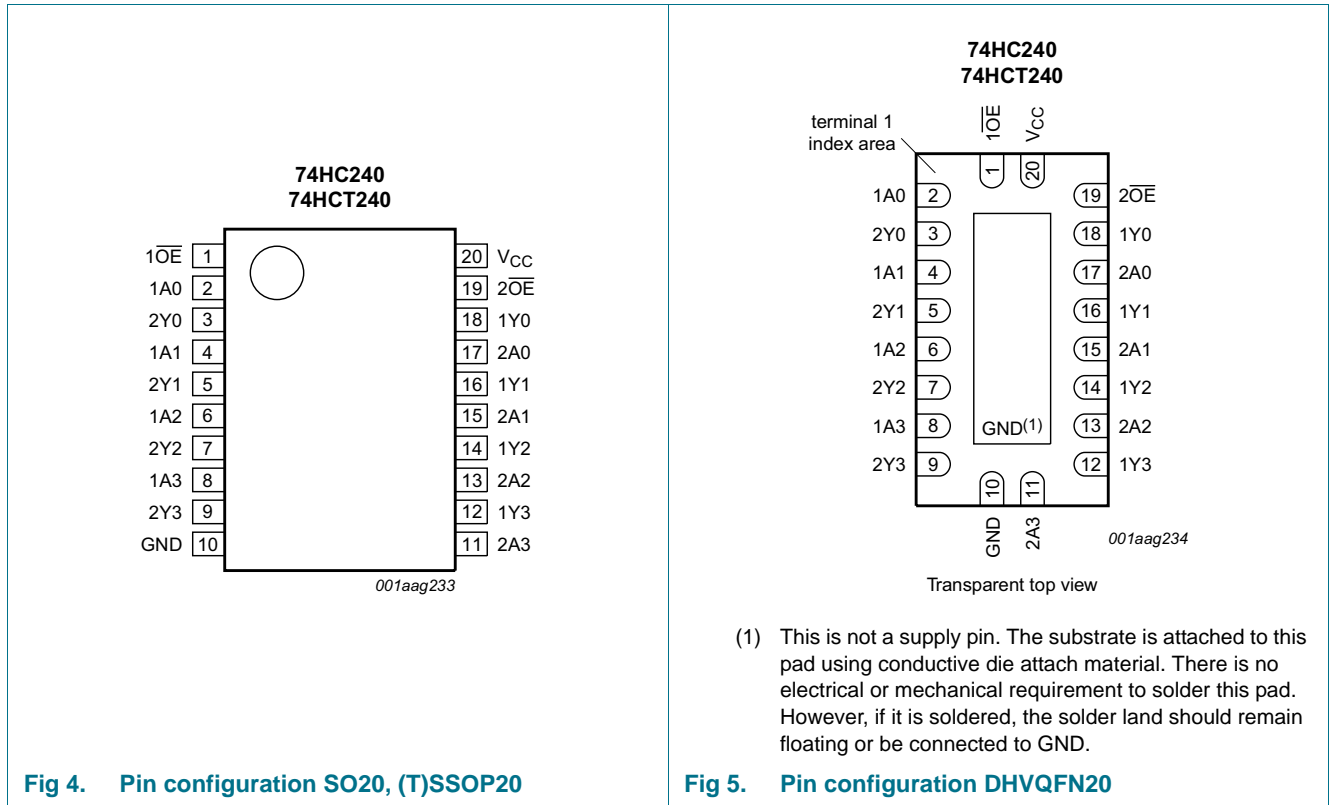 74HC240
74HCT240
1OE 1
1A0 2
2Y0 3
1A1 4
2Y1 5
1A2 6
2Y2 7
1A3 8
2Y3 9
GND 10
20 VCC
19 2OE
18 1Y0
17 2A0
16 1Y1
15 2A1
14 1Y2
13 2A2
12 1Y3
11 2A3
001aag233
Fig 4. Pin configuration SO20, (T)SSOP20
74HC240
74HCT240
terminal 1
index area
1OE
VCC
1
20
1A0 2
2Y0 3
1A1 4
2Y1 5
1A2 6
2Y2 7
1A3 8
2Y3 9
19 2OE
18 1Y0
17 2A0
16 1Y1
15 2A1
14 1Y2
13 2A2
12 1Y3
GND(1)
10
11
GND
2A3
001aag234
Transparent top view
(1) This is not a supply pin. The substrate is attached to this
pad using conductive die attach material. There is no
electrical or mechanical requirement to solder this pad.
However, if it is soldered, the solder land should remain
floating or be connected to GND.
Fig 5. Pin configuration DHVQFN20